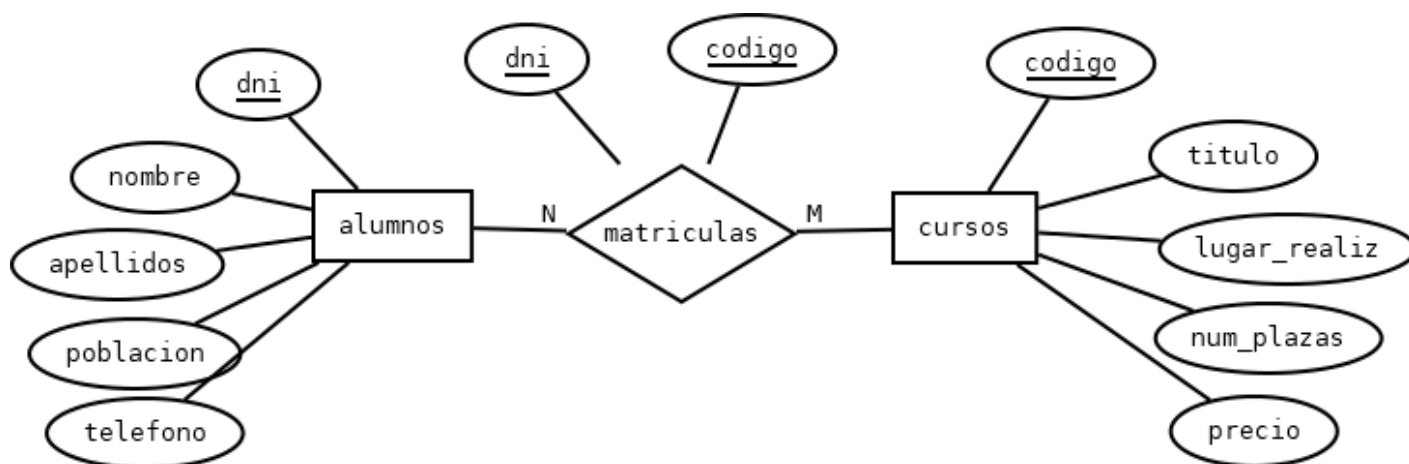 dni
dni
codigo
codigo
nombre
titulo
alumnos
N
matriculas
M
cursos
apellidos
lugar_realiz
poblacion
num_plazas
telefono
precio